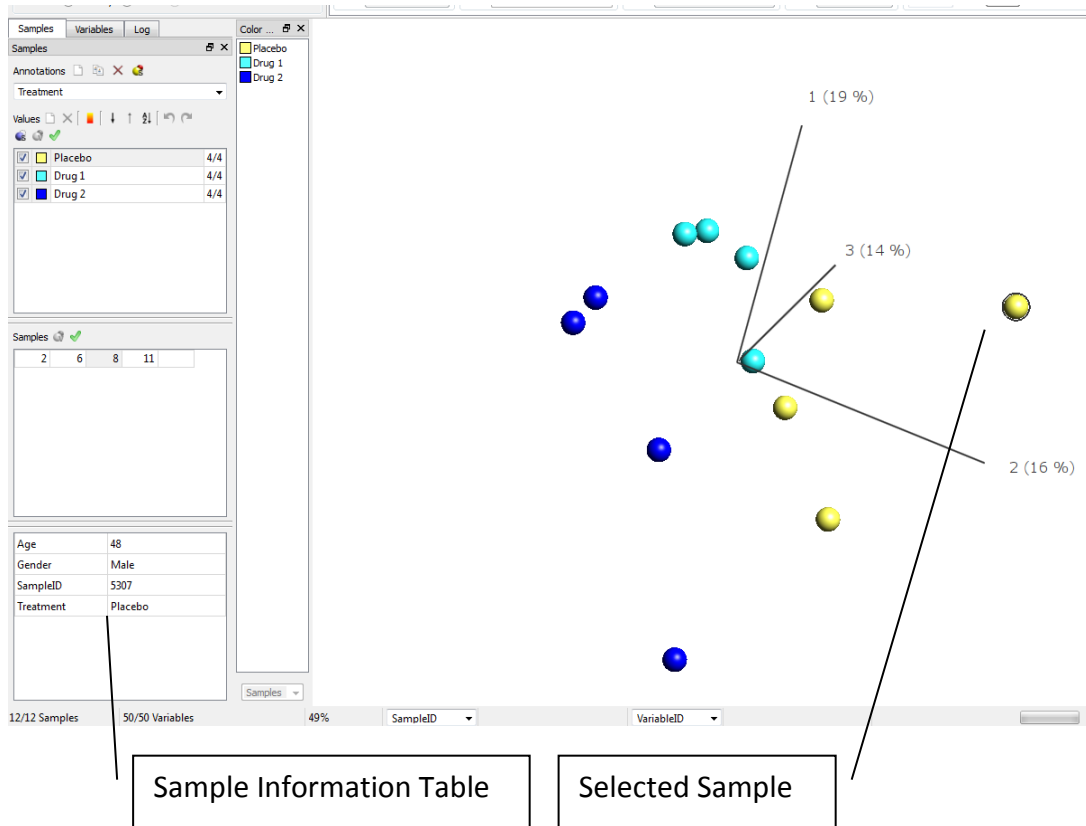 Samples Variables Log
Samples
Annotations
Treatment
Values
Placebo 4/4
Drug 1 4/4
Drug 2 4/4
Samples
2 6 8 11
Age 48
Gender Male
SampleID 5307
Treatment Placebo
Color ...
Placebo
Drug 1
Drug 2
Samples
1 (19 %)
3 (14 %)
2 (16 %)
12/12 Samples 50/50 Variables 49% SampleID VariableID
Sample Information Table
Selected Sample